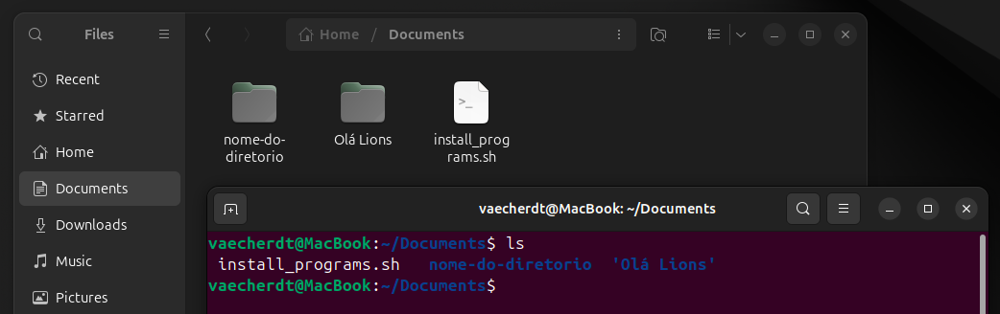 Files
Home / Documents
Recent
Starred
Home
Documents
Downloads
Music
Pictures
nome-do-
diretorio
Olá Lions
>_
install_prog
rams.sh
vaecherdt@MacBook: ~/Documents
vaecherdt@MacBook:~/Documents$ ls
install_programs.sh nome-do-diretorio 'Olá Lions'
vaecherdt@MacBook:~/Documents$